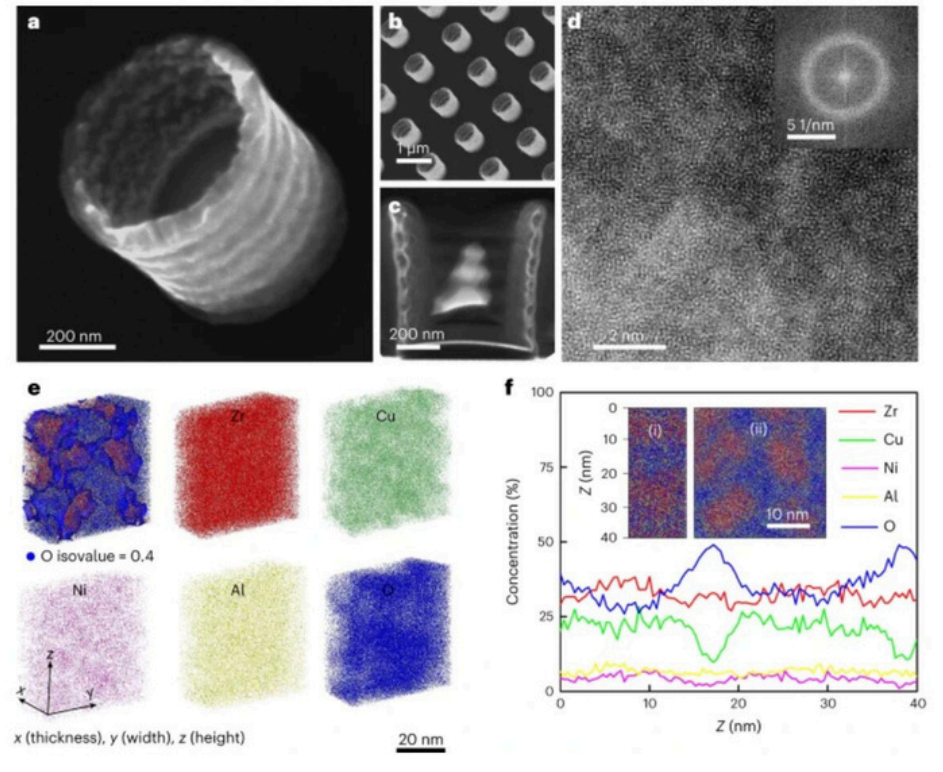 a
200 nm
b
1 µm
c
200 nm
d
5 1/nm
2 nm
e
Zr
Cu
O isovalue = 0.4
Ni
Al
O
z
x
Y
x (thickness), y (width), z (height)
20 nm
f
100
75
50
25
0
Concentration (%)
0
10
20
30
40
Z (nm)
(i)
(ii)
10 nm
Zr
Cu
Ni
Al
O
0
10
20
30
40
Z (nm)